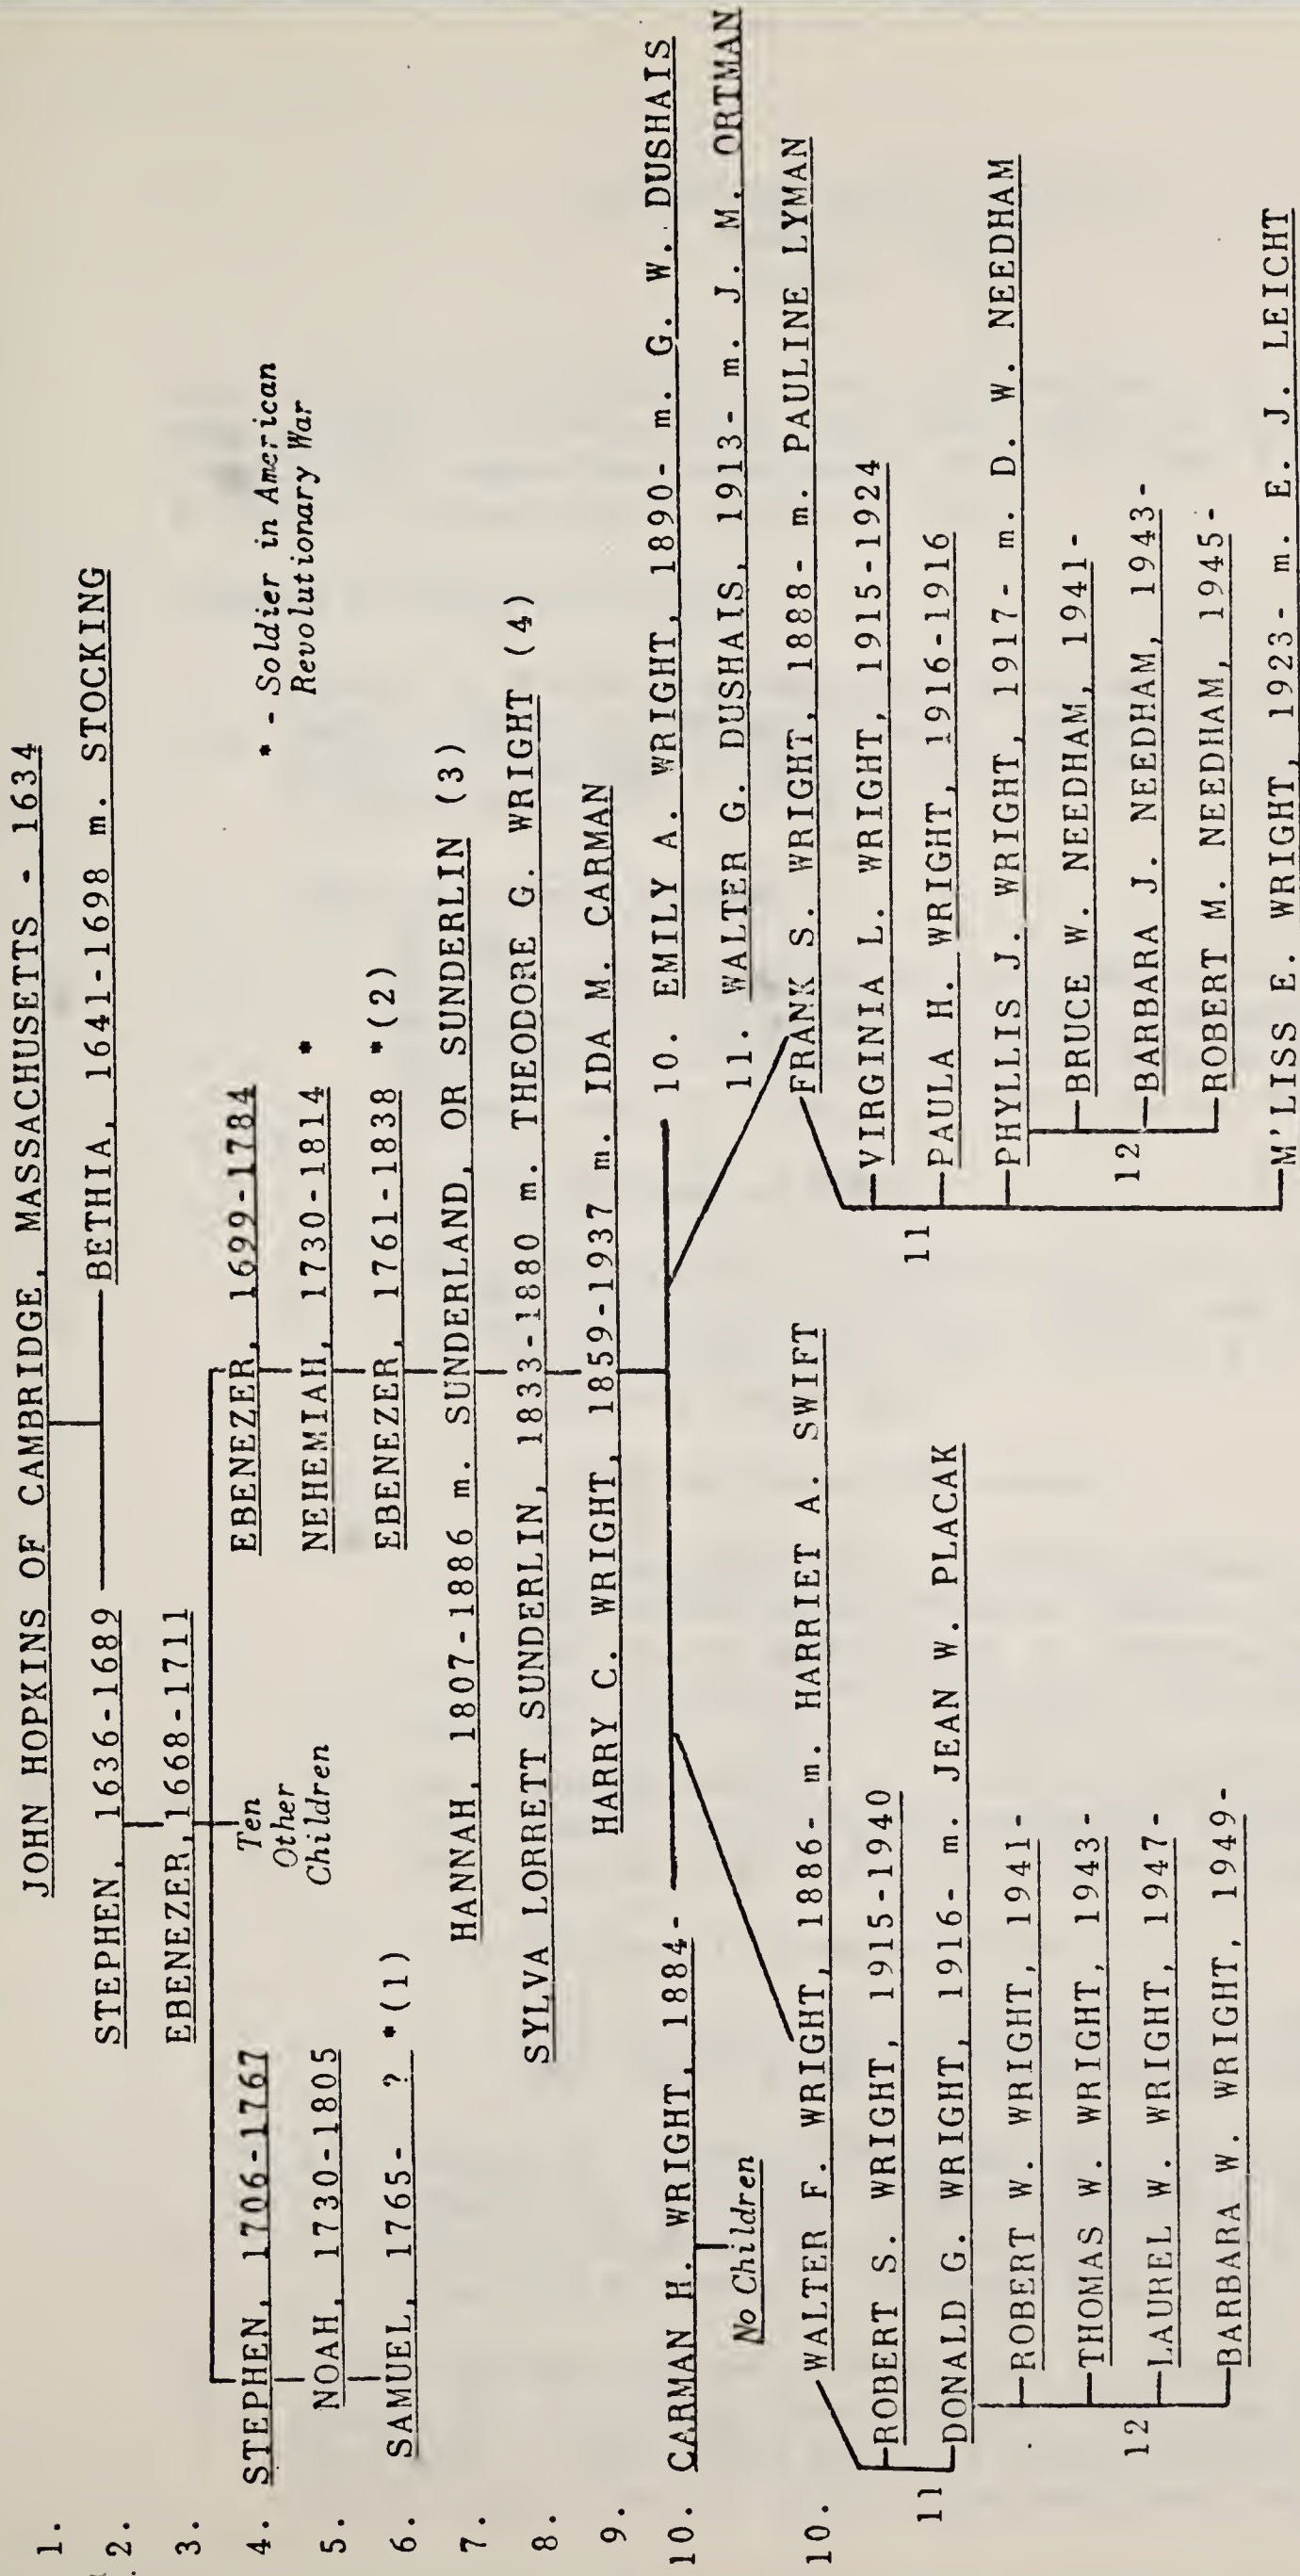 1. JOHN HOPKINS OF CAMBRIDGE, MASSACHUSETTS - 1634
2. STEPHEN, 1636-1689 BETHIA, 1641-1698 m. STOCKING
3. EBENEZER, 1668-1711
4. STEPHEN, 1706-1767 Ten EBENEZER, 1699-1784 * - Soldier in American
Other Revolutionary War
5. NOAH, 1730-1805 Children NEHEMIAH, 1730-1814 *
6. SAMUEL, 1765- ? *(1) EBENEZER, 1761-1838 *(2)
7. HANNAH, 1807-1886 m. SUNDERLAND, OR SUNDERLIN (3)
8. SYLVA LORRETT SUNDERLIN, 1833-1880 m. THEODORE G. WRIGHT (4)
9. HARRY C. WRIGHT, 1859-1937 m. IDA M. CARMAN
10. CARMAN H. WRIGHT, 1884- 10. EMILY A. WRIGHT, 1890- m. G. W. DUSHAIS
No Children 11. WALTER G. DUSHAIS, 1913- m. J. M. ORTMAN
10. WALTER F. WRIGHT, 1886- m. HARRIET A. SWIFT FRANK S. WRIGHT, 1888- m. PAULINE LYMAN
ROBERT S. WRIGHT, 1915-1940 VIRGINIA L. WRIGHT, 1915-1924
11 DONALD G. WRIGHT, 1916- m. JEAN W. PLACAK 11 PAULA H. WRIGHT, 1916-1916
ROBERT W. WRIGHT, 1941- PHYLLIS J. WRIGHT, 1917- m. D. W. NEEDHAM
THOMAS W. WRIGHT, 1943- BRUCE W. NEEDHAM, 1941-
12 LAUREL W. WRIGHT, 1947- 12 BARBARA J. NEEDHAM, 1943-
BARBARA W. WRIGHT, 1949- ROBERT M. NEEDHAM, 1945-
M'LISS E. WRIGHT, 1923- m. E. J. LEICHT